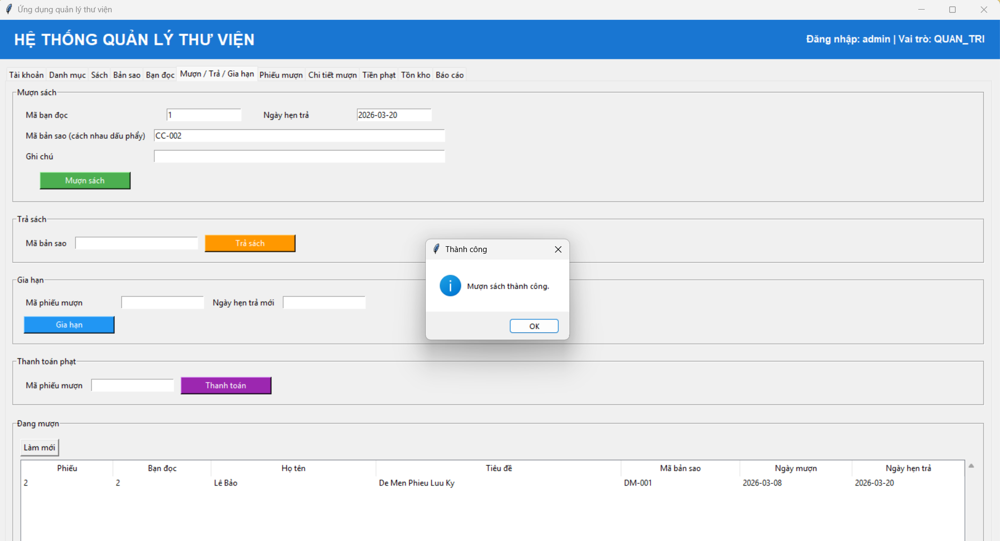 Ứng dụng quản lý thư viện
HỆ THỐNG QUẢN LÝ THƯ VIỆN
Đăng nhập: admin | Vai trò: QUAN_TRI
Tài khoản Danh mục Sách Bản sao Bạn đọc Mượn / Trả / Gia hạn Phiếu mượn Chi tiết mượn Tiền phạt Tồn kho Báo cáo
Mượn sách
Mã bạn đọc 1 Ngày hẹn trả 2026-03-20
Mã bản sao (cách nhau dấu phẩy) CC-002
Ghi chú
Mượn sách
Trả sách
Mã bản sao Trả sách
Thành công
Mượn sách thành công.
OK
Gia hạn
Mã phiếu mượn Ngày hẹn trả mới
Gia hạn
Thanh toán phạt
Mã phiếu mượn Thanh toán
Đang mượn
Làm mới
Phiếu Bạn đọc Họ tên Tiêu đề Mã bản sao Ngày mượn Ngày hẹn trả
2 2 Lê Bảo De Men Phieu Luu Ky DM-001 2026-03-08 2026-03-20